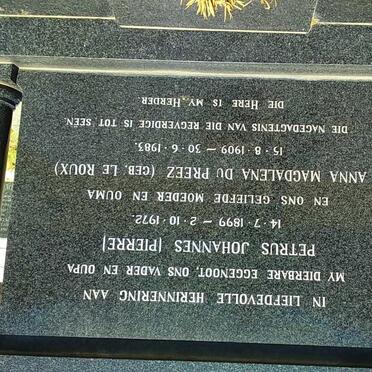 IN LIEFDEVOLLE HERINNERING AAN
MY DIERBARE EGGENOOT, ONS VADER EN OUPA
PETRUS JOHANNES |PIERRE|
14 · 7 · 1899 – 2 · 10 · 1972.
EN ONS GELIEFDE MOEDER EN OUMA
ANNA MAGDALENA DU PREEZ (GEB. LE ROUX)
15 · 8 · 1909 – 30 · 6 · 1983.
DIE NAGEDAGTENIS VAN DIE REGVERDIGE IS TOT SEËN.
DIE HERE IS MY HERDER